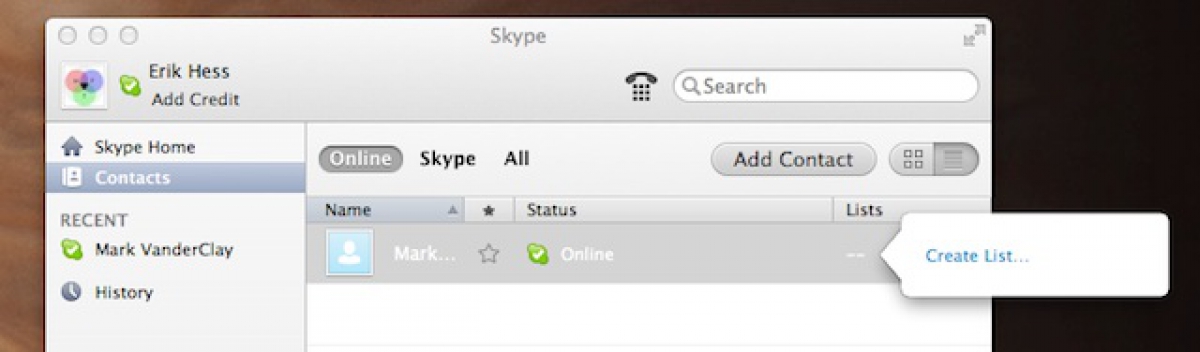 Skype
Erik Hess
Add Credit
Search
Skype Home
Contacts
RECENT
Mark VanderClay
History
Online Skype All Add Contact
Name ★ Status Lists
Mark... Online --
Create List...